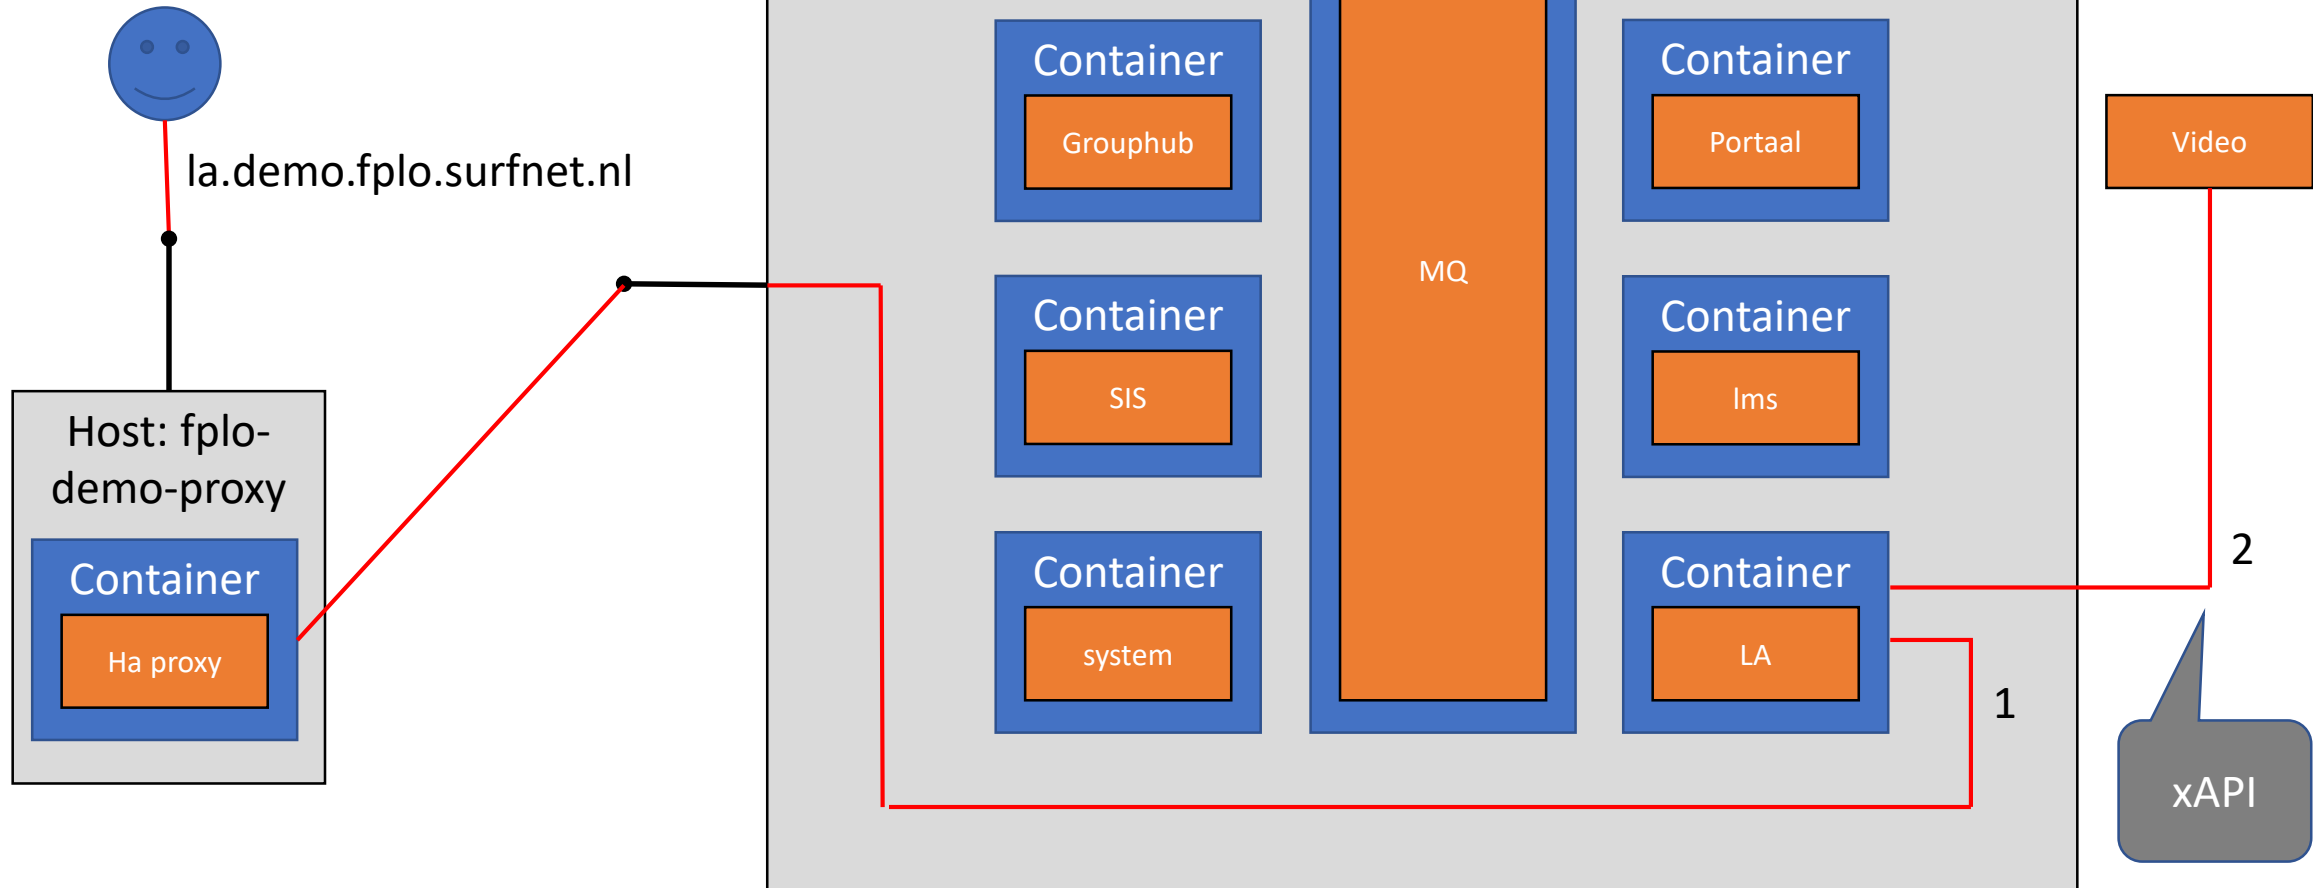 la.demo.fplo.surfnet.nl
Host: fplo-
demo-proxy
Container
Ha proxy
Container
Grouphub
Container
SIS
Container
system
MQ
Container
Portaal
Container
lms
Container
LA
1
Video
2
xAPI